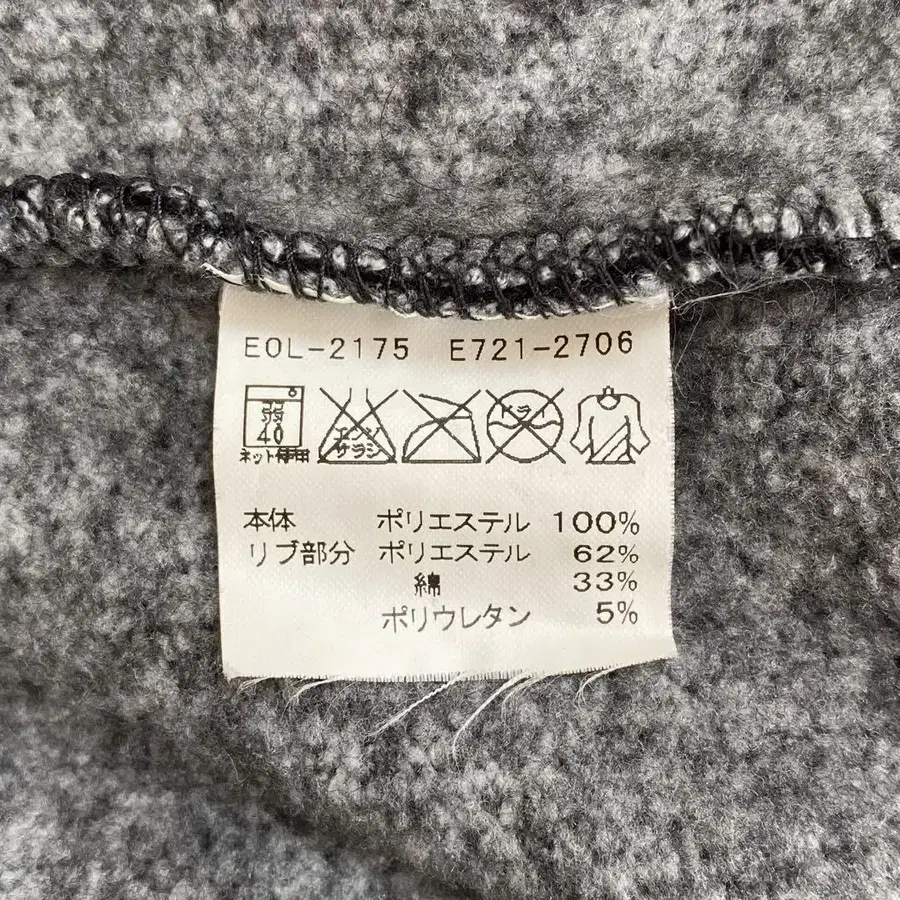 EOL-2175 E721-2706
弱
40
ネット使用
エンソ
サラシ
ドライ
本体 ポリエステル 100%
リブ部分 ポリエステル 62%
綿 33%
ポリウレタン 5%